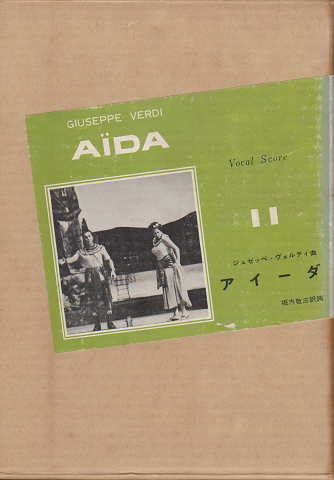 GIUSEPPE VERDI
AÏDA
Vocal Score
11
ジュゼッペ・ヴェルディ曲
アイーダ
堀内敬三訳詞